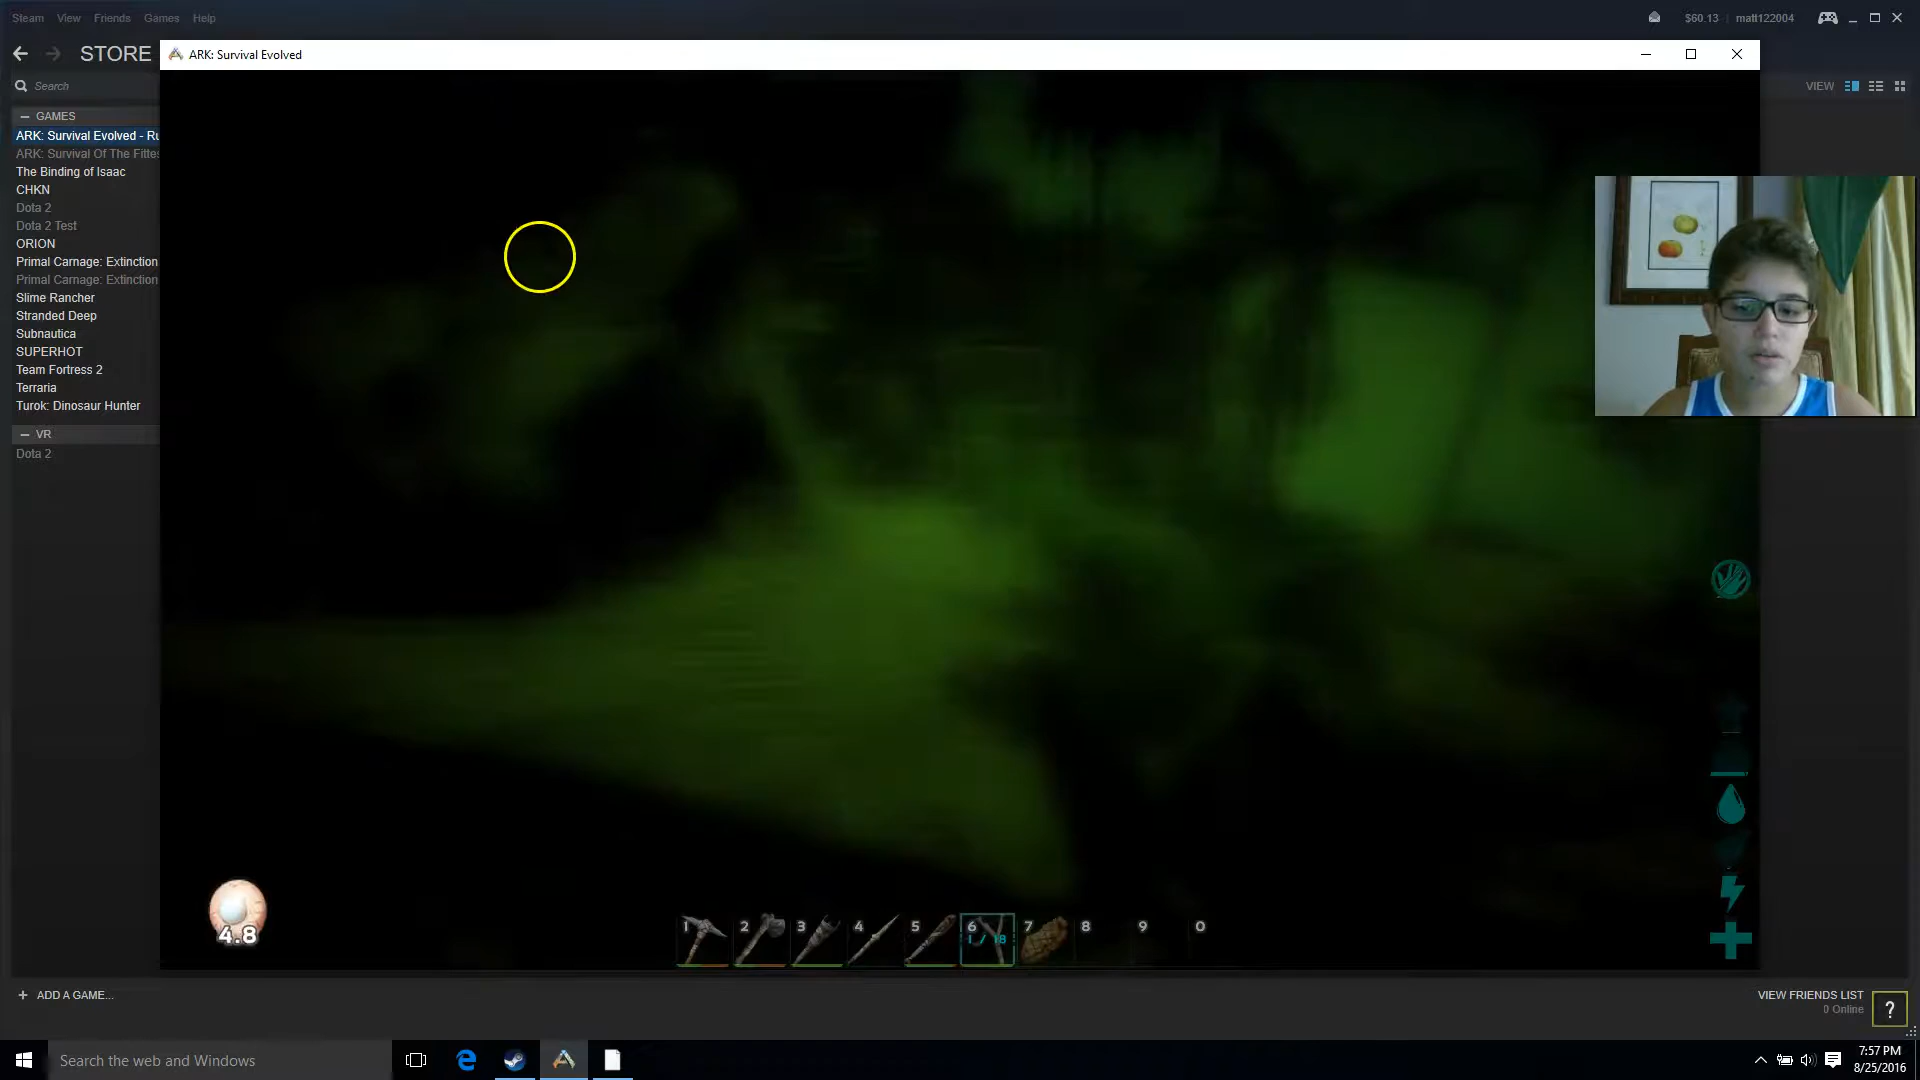 Steam View Friends Games Help
$60.13 matt122004
STORE
ARK: Survival Evolved
Search
VIEW
GAMES
ARK: Survival Evolved - Ru
ARK: Survival Of The Fittes
The Binding of Isaac
CHKN
Dota 2
Dota 2 Test
ORION
Primal Carnage: Extinction
Primal Carnage: Extinction
Slime Rancher
Stranded Deep
Subnautica
SUPERHOT
Team Fortress 2
Terraria
Turok: Dinosaur Hunter
VR
Dota 2
4.8
1 2 3 4 5 6 7 8 9 0
1 / 18
+ ADD A GAME...
VIEW FRIENDS LIST
0 Online
?
Search the web and Windows
7:57 PM
8/25/2016